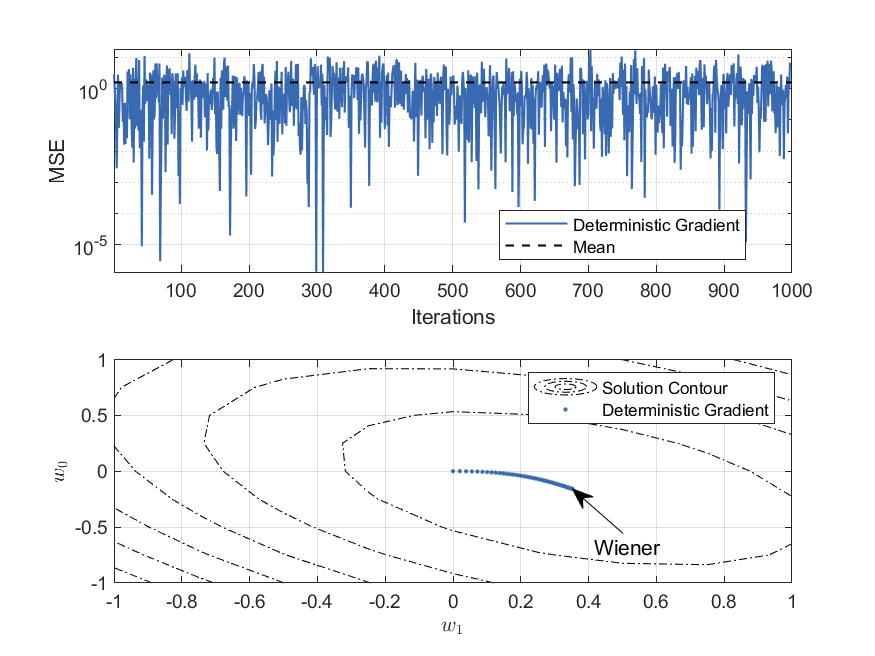 MSE
10^0
10^-5
Deterministic Gradient
Mean
100 200 300 400 500 600 700 800 900 1000
Iterations
1
0.5
0
-0.5
-1
w_0
Solution Contour
Deterministic Gradient
Wiener
-1 -0.8 -0.6 -0.4 -0.2 0 0.2 0.4 0.6 0.8 1
w_1